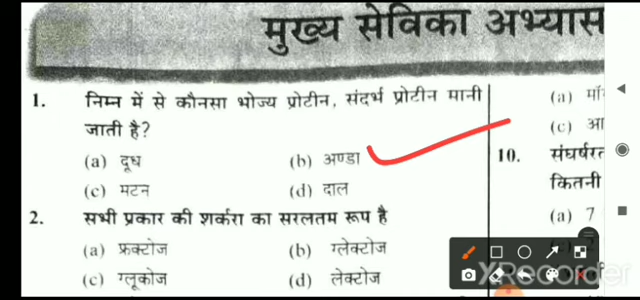 मुख्य सेविका अभ्यास
1. निम्न में से कौनसा भोज्य प्रोटीन, संदर्भ प्रोटीन मानी
जाती है?
(a) दूध (b) अण्डा
(c) मटन (d) दाल
2. सभी प्रकार की शर्करा का सरलतम रूप है
(a) फ्रक्टोज (b) ग्लेक्टोज
(c) ग्लूकोज (d) लेक्टोज
(a)
(c) आ
10. संघर्षरत
कितनी
(a) 7
XRecorder